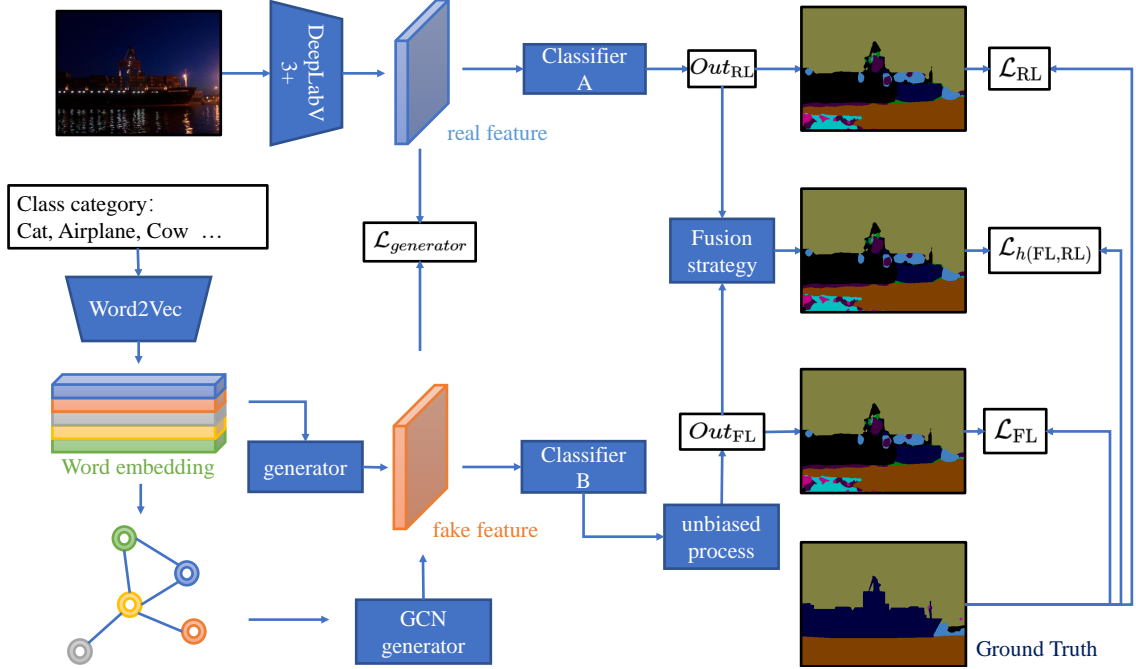 DeepLabV
3+
real feature
Classifier
A
Out_RL
ℒ_RL
Class category:
Cat, Airplane, Cow …
ℒ_generator
Fusion
strategy
ℒ_h(FL,RL)
Word2Vec
Word embedding
generator
fake feature
Classifier
B
Out_FL
ℒ_FL
unbiased
process
GCN
generator
Ground Truth